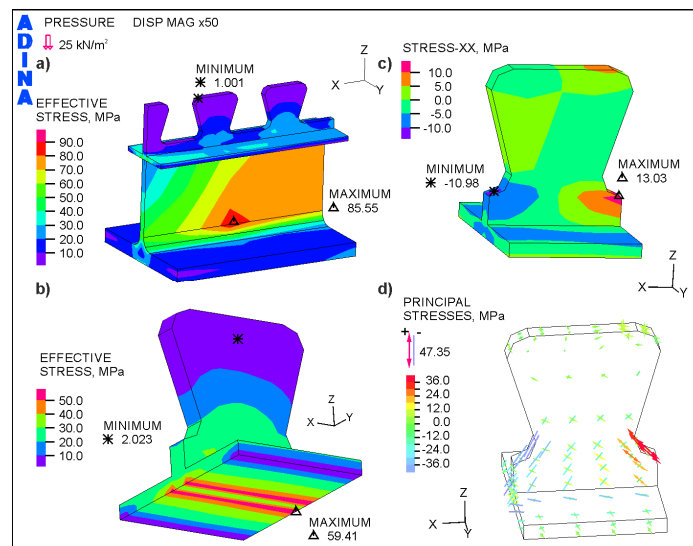 ADINA
PRESSURE DISP MAG x50
25 kN/m²
a)
MINIMUM
1.001
EFFECTIVE
STRESS, MPa
90.0
80.0
70.0
60.0
50.0
40.0
30.0
20.0
10.0
MAXIMUM
85.55
Z
X
Y
c)
STRESS-XX, MPa
10.0
5.0
0.0
-5.0
-10.0
MINIMUM
-10.98
MAXIMUM
13.03
Z
X
Y
b)
EFFECTIVE
STRESS, MPa
50.0
40.0
30.0
20.0
10.0
MINIMUM
2.023
Z
X
Y
MAXIMUM
59.41
d)
PRINCIPAL
STRESSES, MPa
+ -
47.35
36.0
24.0
12.0
0.0
-12.0
-24.0
-36.0
Z
X
Y